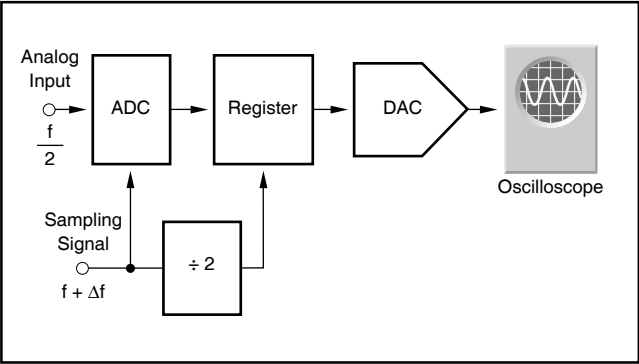 Analog
Input
f
2
ADC
Register
DAC
Oscilloscope
Sampling
Signal
f + Δf
÷ 2